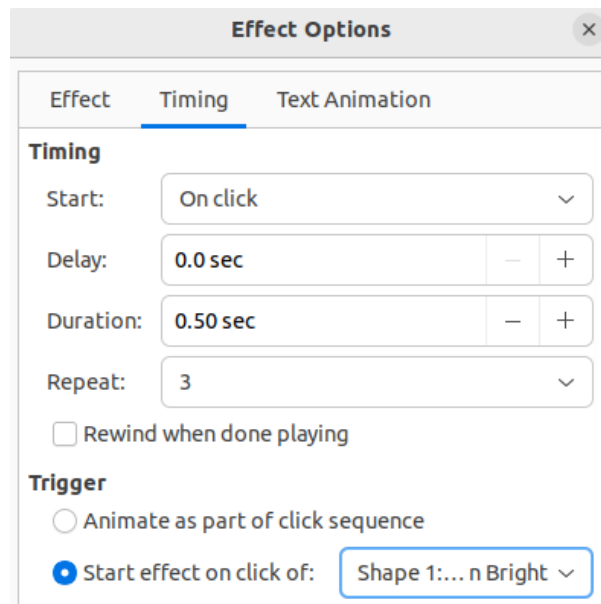 Effect Options
Effect Timing Text Animation
Timing
Start: On click
Delay: 0.0 sec
Duration: 0.50 sec
Repeat: 3
Rewind when done playing
Trigger
Animate as part of click sequence
Start effect on click of: Shape 1:… n Bright